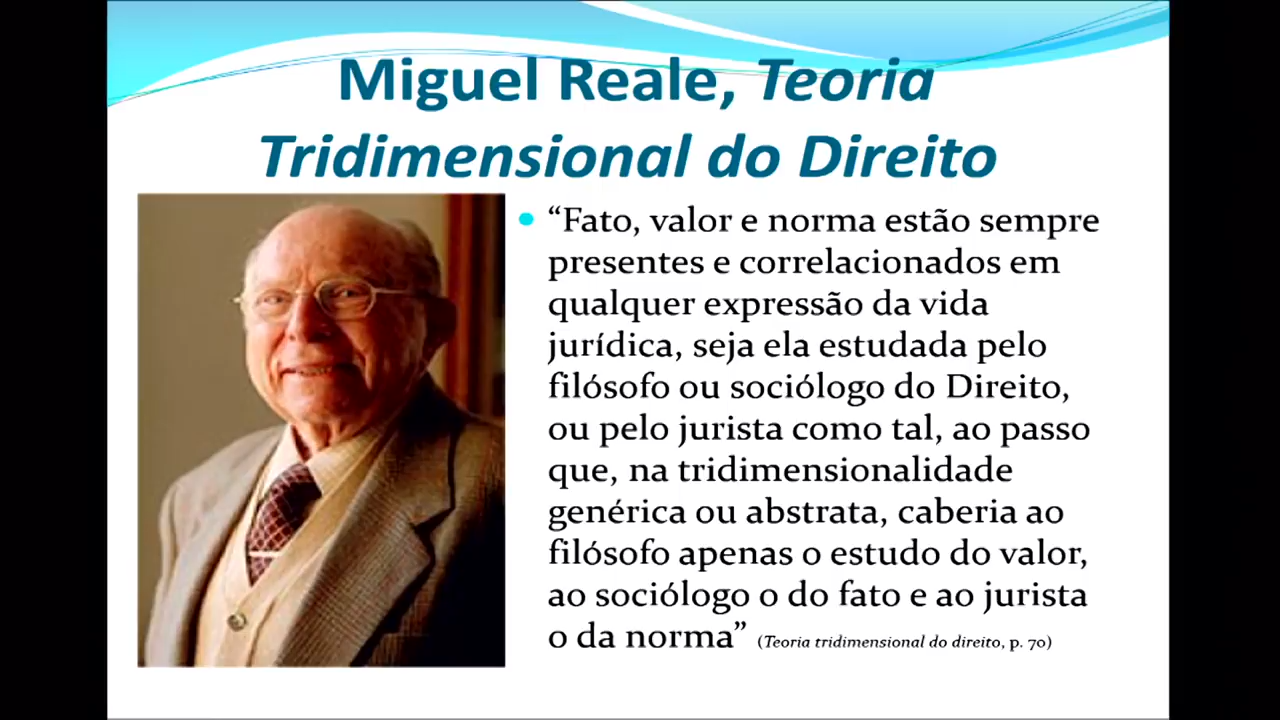 Miguel Reale, Teoria
Tridimensional do Direito
“Fato, valor e norma estão sempre
presentes e correlacionados em
qualquer expressão da vida
jurídica, seja ela estudada pelo
filósofo ou sociólogo do Direito,
ou pelo jurista como tal, ao passo
que, na tridimensionalidade
genérica ou abstrata, caberia ao
filósofo apenas o estudo do valor,
ao sociólogo o do fato e ao jurista
o da norma” (Teoria tridimensional do direito, p. 70)